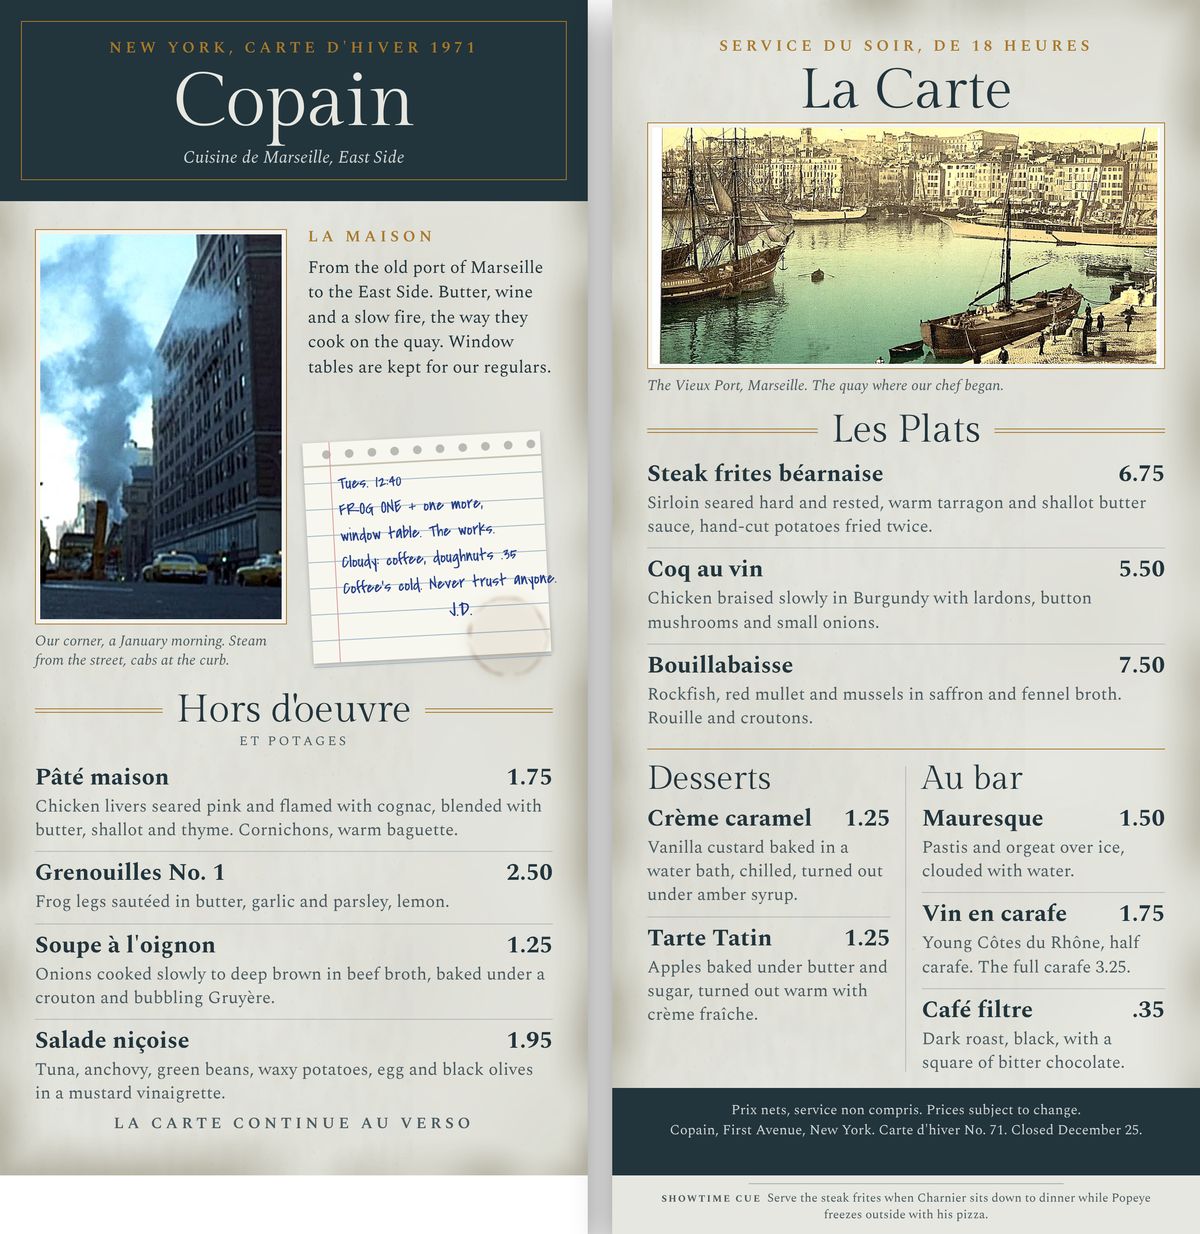 NEW YORK, CARTE D'HIVER 1971
Copain
Cuisine de Marseille, East Side
LA MAISON
From the old port of Marseille
to the East Side. Butter, wine
and a slow fire, the way they
cook on the quay. Window
tables are kept for our regulars.
Tues. 12:40
FROG ONE + one more,
window table. The works.
Cloudy: coffee, doughnuts .35
Coffee's cold. Never trust anyone.
J.D.
Our corner, a January morning. Steam
from the street, cabs at the curb.
Hors d'oeuvre
ET POTAGES
Pâté maison 1.75
Chicken livers seared pink and flamed with cognac, blended with
butter, shallot and thyme. Cornichons, warm baguette.
Grenouilles No. 1 2.50
Frog legs sautéed in butter, garlic and parsley, lemon.
Soupe à l'oignon 1.25
Onions cooked slowly to deep brown in beef broth, baked under a
crouton and bubbling Gruyère.
Salade niçoise 1.95
Tuna, anchovy, green beans, waxy potatoes, egg and black olives
in a mustard vinaigrette.
LA CARTE CONTINUE AU VERSO
SERVICE DU SOIR, DE 18 HEURES
La Carte
The Vieux Port, Marseille. The quay where our chef began.
Les Plats
Steak frites béarnaise 6.75
Sirloin seared hard and rested, warm tarragon and shallot butter
sauce, hand-cut potatoes fried twice.
Coq au vin 5.50
Chicken braised slowly in Burgundy with lardons, button
mushrooms and small onions.
Bouillabaisse 7.50
Rockfish, red mullet and mussels in saffron and fennel broth.
Rouille and croutons.
Desserts
Crème caramel 1.25
Vanilla custard baked in a
water bath, chilled, turned out
under amber syrup.
Tarte Tatin 1.25
Apples baked under butter and
sugar, turned out warm with
crème fraîche.
Au bar
Mauresque 1.50
Pastis and orgeat over ice,
clouded with water.
Vin en carafe 1.75
Young Côtes du Rhône, half
carafe. The full carafe 3.25.
Café filtre .35
Dark roast, black, with a
square of bitter chocolate.
Prix nets, service non compris. Prices subject to change.
Copain, First Avenue, New York. Carte d'hiver No. 71. Closed December 25.
SHOWTIME CUE Serve the steak frites when Charnier sits down to dinner while Popeye
freezes outside with his pizza.